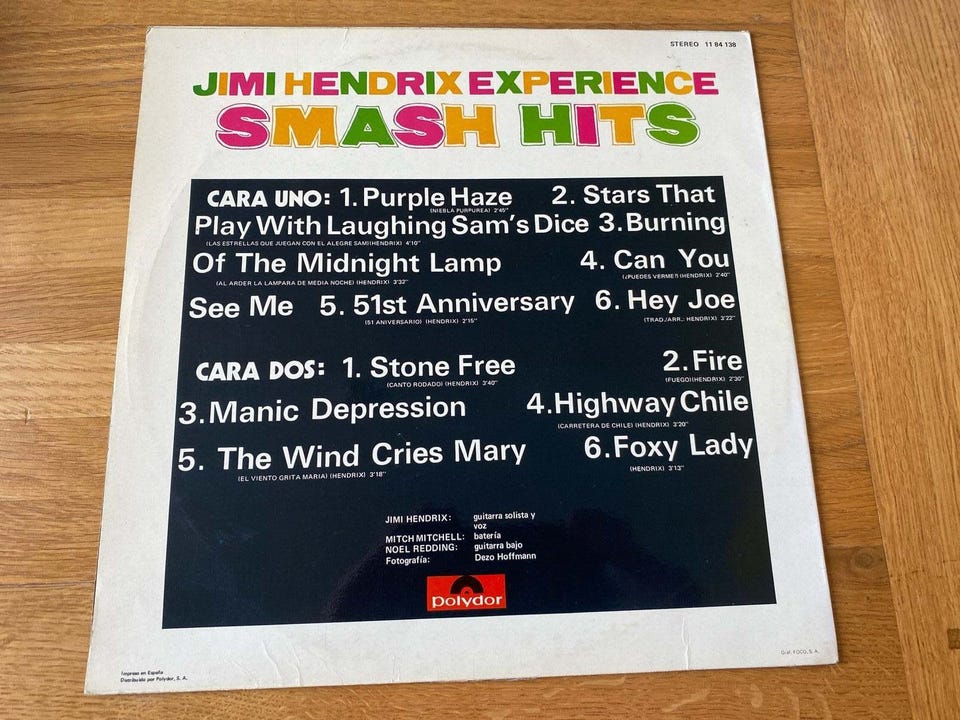 STEREO 11 84 138
JIMI HENDRIX EXPERIENCE
SMASH HITS
CARA UNO: 1. Purple Haze 2. Stars That
(NIEBLA PURPUREA) 2'45"
Play With Laughing Sam's Dice 3. Burning
(LAS ESTRELLAS QUE JUEGAN CON EL ALEGRE SAM)(HENDRIX) 4'10"
Of The Midnight Lamp 4. Can You
(AL ARDER LA LAMPARA DE MEDIA NOCHE) (HENDRIX) 3'32" (¿PUEDES VERME?) (HENDRIX) 2'40"
See Me 5. 51st Anniversary 6. Hey Joe
(51 ANIVERSARIO) (HENDRIX) 2'15" (TRAD./ARR.: HENDRIX) 3'22"
CARA DOS: 1. Stone Free 2. Fire
(CANTO RODADO) (HENDRIX) 3'40" (FUEGO) (HENDRIX) 2'30"
3. Manic Depression 4. Highway Chile
(CARRETERA DE CHILE) (HENDRIX) 3'20"
5. The Wind Cries Mary 6. Foxy Lady
(EL VIENTO GRITA MARIA) (HENDRIX) 3'18" (HENDRIX) 3'13"
JIMI HENDRIX: guitarra solista y
voz
MITCH MITCHELL: batería
NOEL REDDING: guitarra bajo
Fotografía: Dezo Hoffmann
polydor
Graf. FOCO, S. A.
Impreso en España
Distribuido por Polydor, S. A.